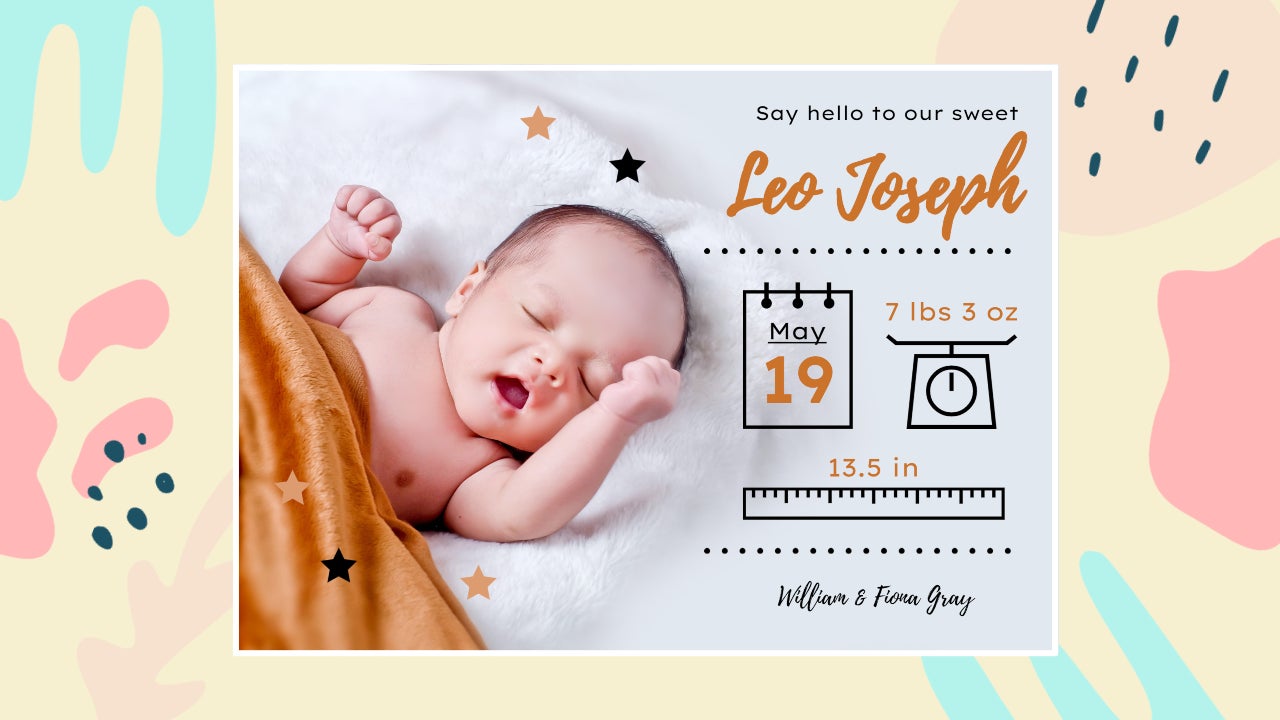 Say hello to our sweet
Leo Joseph
May
19
7 lbs 3 oz
13.5 in
William & Fiona Gray